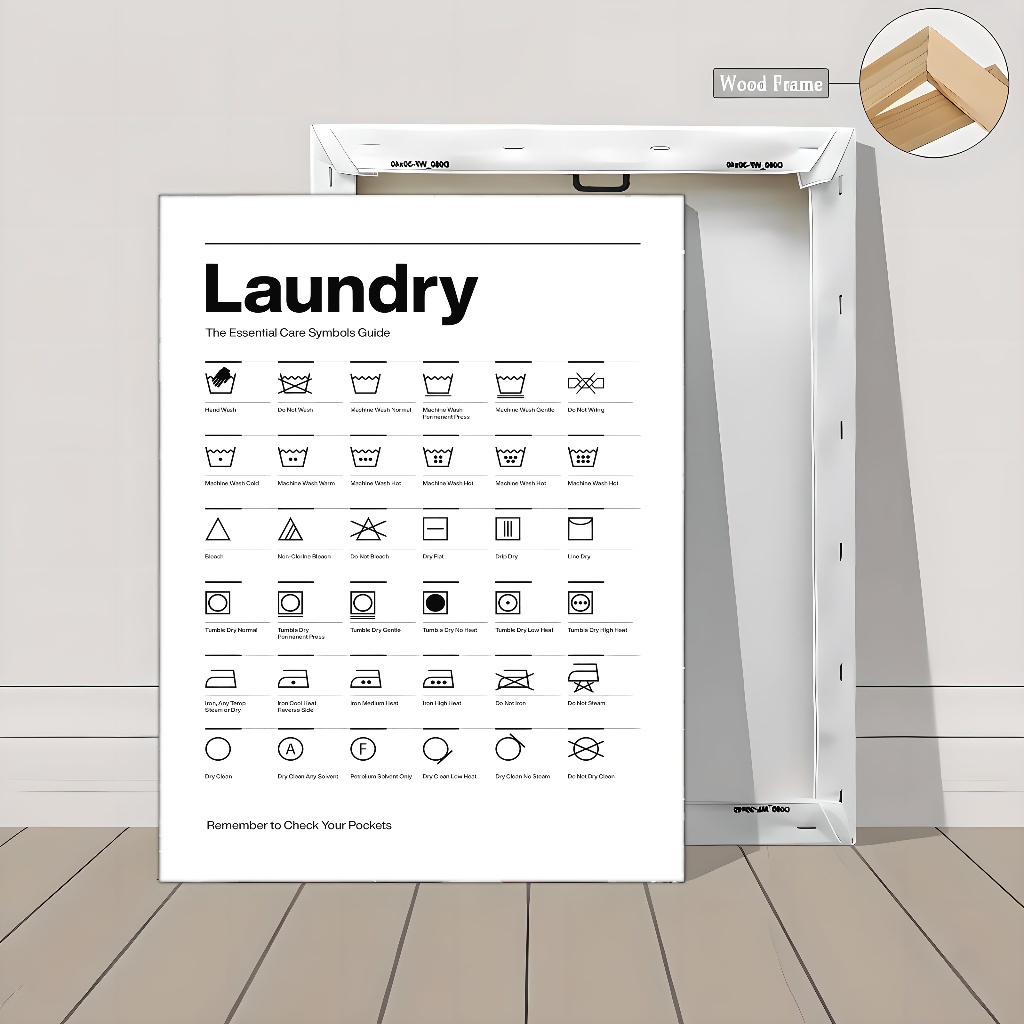 Wood Frame
Laundry
The Essential Care Symbols Guide
Hand Wash
Do Not Wash
Machine Wash Normal
Machine Wash
Permanent Press
Machine Wash Gentle
Do Not Wring
Machine Wash Cold
Machine Wash Warm
Machine Wash Hot
Machine Wash Hot
Machine Wash Hot
Machine Wash Hot
Bleach
Non-Clorine Bleach
Do Not Bleach
Dry Flat
Drip Dry
Line Dry
Tumble Dry Normal
Tumble Dry
Permanent Press
Tumble Dry Gentle
Tumble Dry No Heat
Tumble Dry Low Heat
Tumble Dry High Heat
Iron, Any Temp
Steam or Dry
Iron Cool Heat
Reverse Side
Iron Medium Heat
Iron High Heat
Do Not Iron
Do Not Steam
Dry Clean
A
Dry Clean Any Solvent
F
Petrolium Solvent Only
Dry Clean Low Heat
Dry Clean No Steam
Do Not Dry Clean
Remember to Check Your Pockets